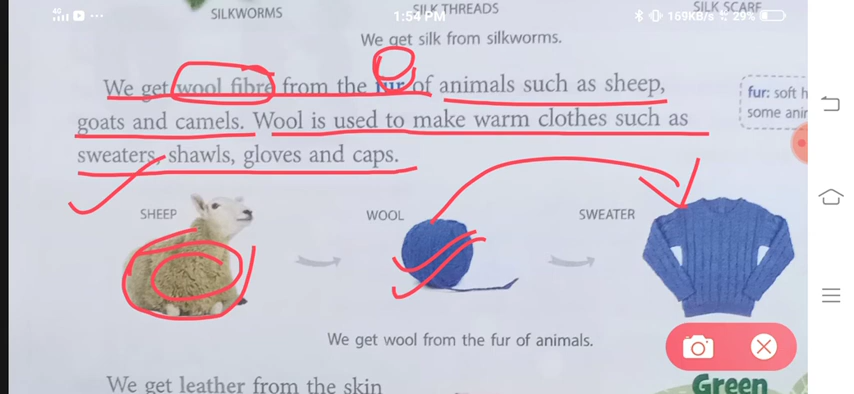 4G
1:54 PM
169KB/s 29%
SILKWORMS SILK THREADS SILK SCARF
We get silk from silkworms.
We get wool fibre from the fur of animals such as sheep,
goats and camels. Wool is used to make warm clothes such as
sweaters, shawls, gloves and caps.
fur: soft h
some ani
SHEEP WOOL SWEATER
We get wool from the fur of animals.
We get leather from the skin
Green